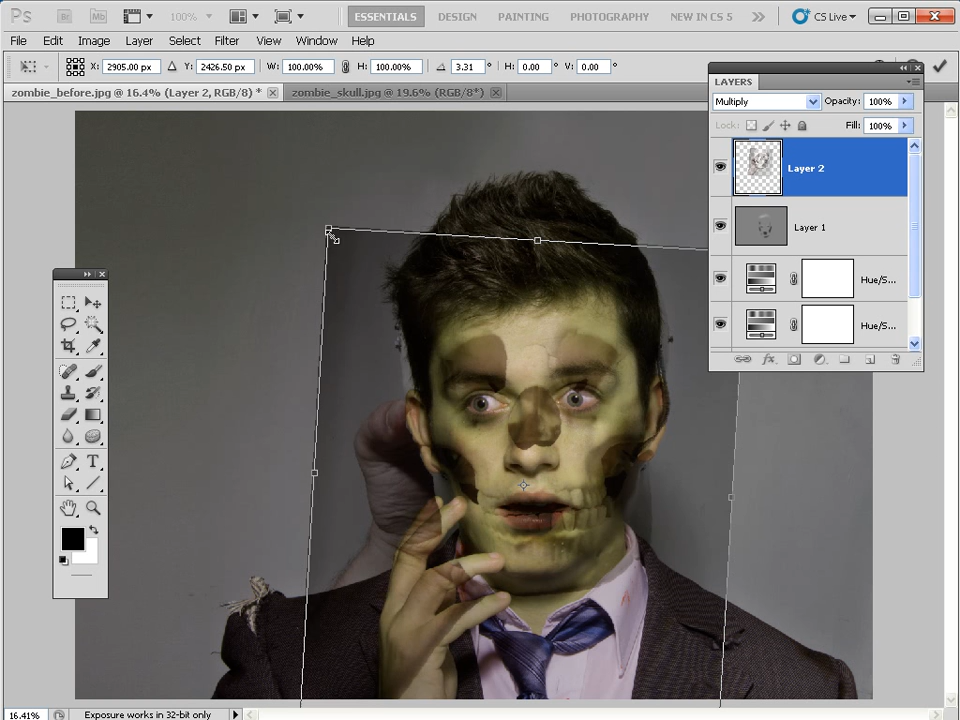 Ps Br Mb 100% ESSENTIALS DESIGN PAINTING PHOTOGRAPHY NEW IN CS 5 CS Live
File Edit Image Layer Select Filter View Window Help
X: 2905.00 px Y: 2426.50 px W: 100.00% H: 100.00% 3.31 ° H: 0.00 ° V: 0.00 °
zombie_before.jpg @ 16.4% (Layer 2, RGB/8) * zombie_skull.jpg @ 19.6% (RGB/8*)
LAYERS
Multiply Opacity: 100%
Lock: Fill: 100%
Layer 2
Layer 1
Hue/S...
Hue/S...
T
fx.
16.41% Exposure works in 32-bit only